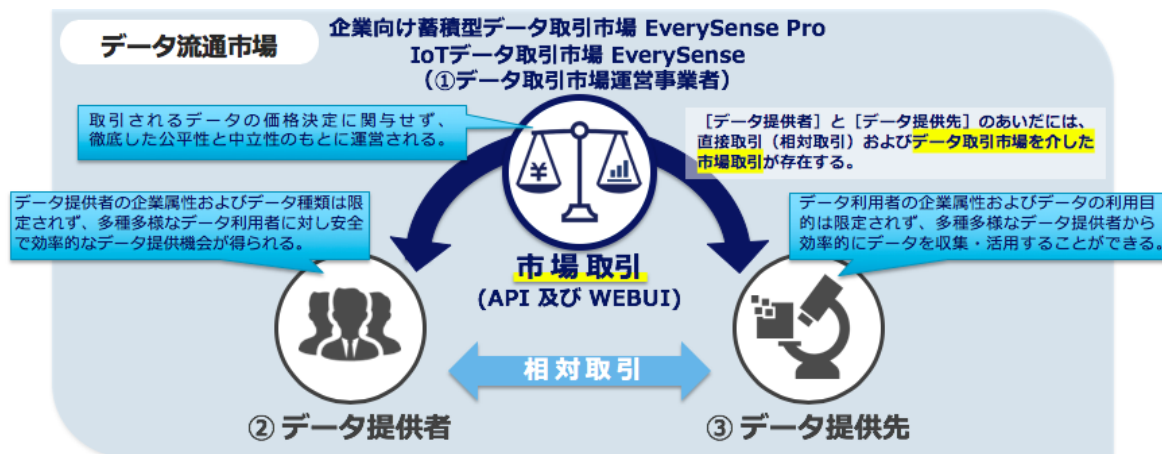 データ流通市場
企業向け蓄積型データ取引市場 EverySense Pro
IoTデータ取引市場 EverySense
(①データ取引市場運営事業者)
取引されるデータの価格決定に関与せず、
徹底した公平性と中立性のもとに運営される。
[データ提供者]と[データ提供先]のあいだには、
直接取引(相対取引)およびデータ取引市場を介した
市場取引が存在する。
¥
データ提供者の企業属性およびデータ種類は限
定されず、多種多様なデータ利用者に対し安全
で効率的なデータ提供機会が得られる。
データ利用者の企業属性およびデータの利用目
的は限定されず、多種多様なデータ提供者から
効率的にデータを収集・活用することができる。
市場取引
(API 及び WEBUI)
相対取引
② データ提供者
③ データ提供先